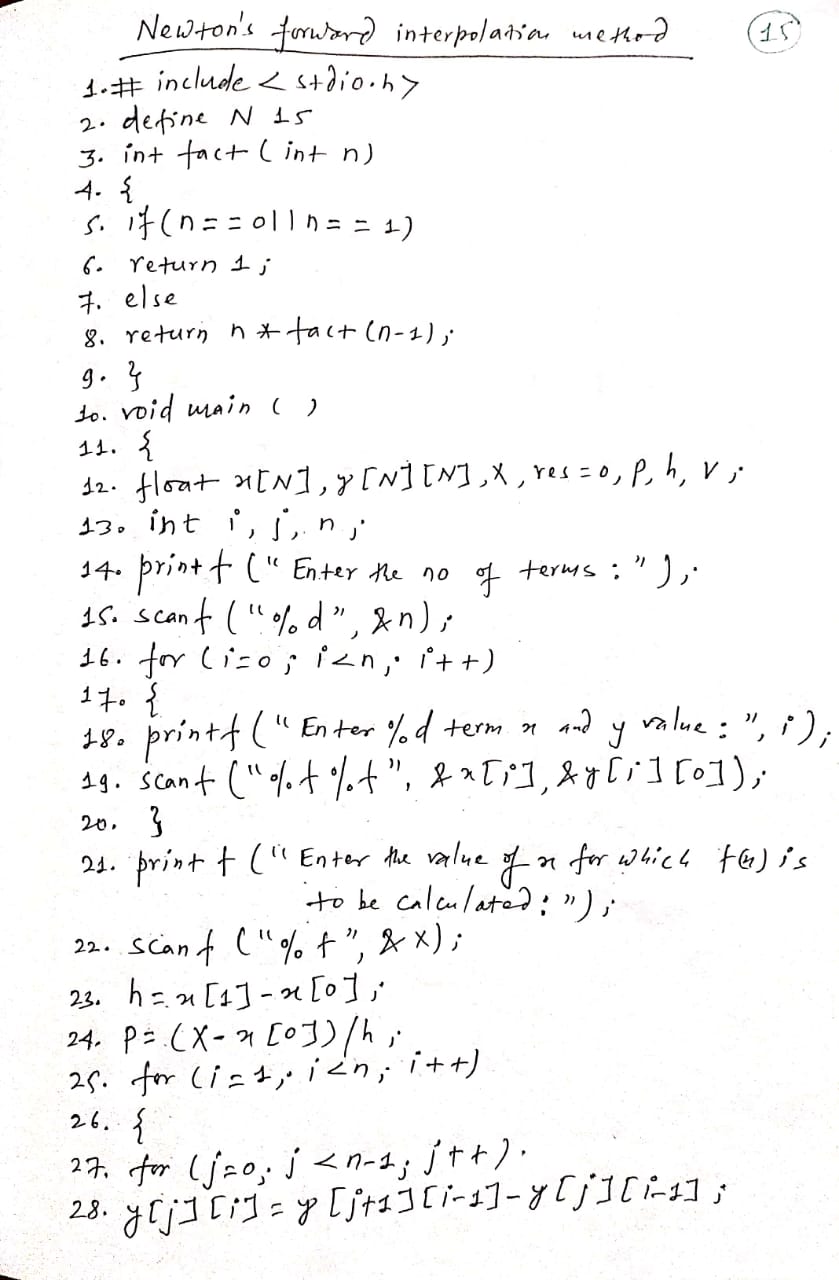 Newton's forward interpolation method
15
1. # include < stdio.h>
2. define N 15
3. int fact ( int n)
4. {
5. if (n==0||n==1)
6. return 1;
7. else
8. return n * fact (n-1);
9. }
10. void main ( )
11. {
12. float x[N], y[N][N], X, res=0, P, h, V;
13. int i, j, n;
14. printf ("Enter the no of terms : ");
15. scanf ("%d", &n);
16. for (i=0; i<n; i++)
17. {
18. printf ("Enter %d term x and y value : ", i);
19. scanf ("%f %f", &x[i], &y[i][0]);
20. }
21. printf ("Enter the value of x for which f(x) is
to be calculated : ");
22. scanf ("%f", &X);
23. h = x[1]-x[0];
24. P = (X-x[0])/h;
25. for (i=1; i<n; i++)
26. {
27. for (j=0; j<n-1; j++).
28. y[j][i] = y[j+1][i-1]-y[j][i-1];